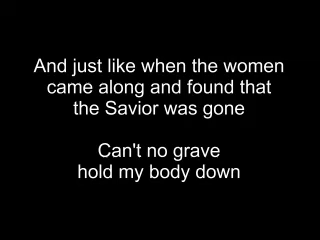 And just like when the women
came along and found that
the Savior was gone
Can't no grave
hold my body down